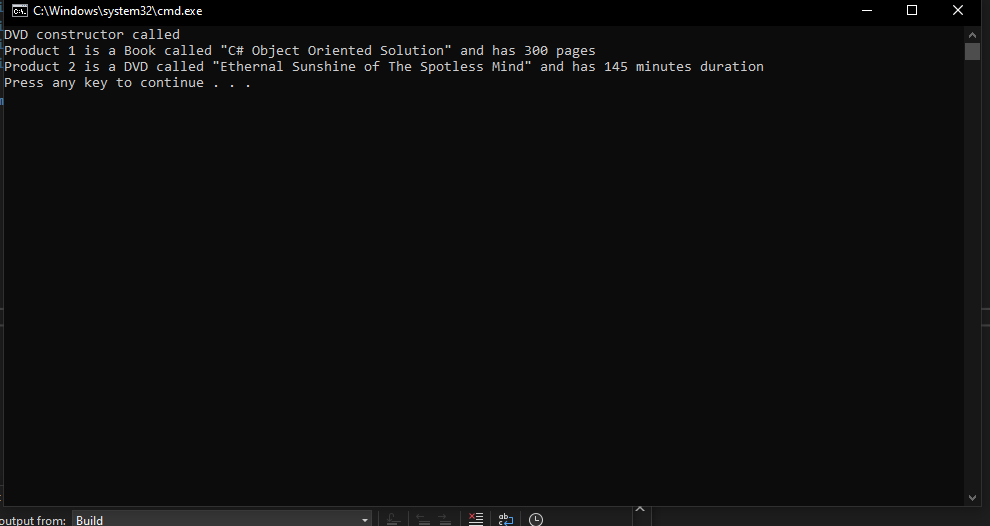 C:\Windows\system32\cmd.exe
DVD constructor called
Product 1 is a Book called "C# Object Oriented Solution" and has 300 pages
Product 2 is a DVD called "Ethernal Sunshine of The Spotless Mind" and has 145 minutes duration
Press any key to continue . . .
output from: Build